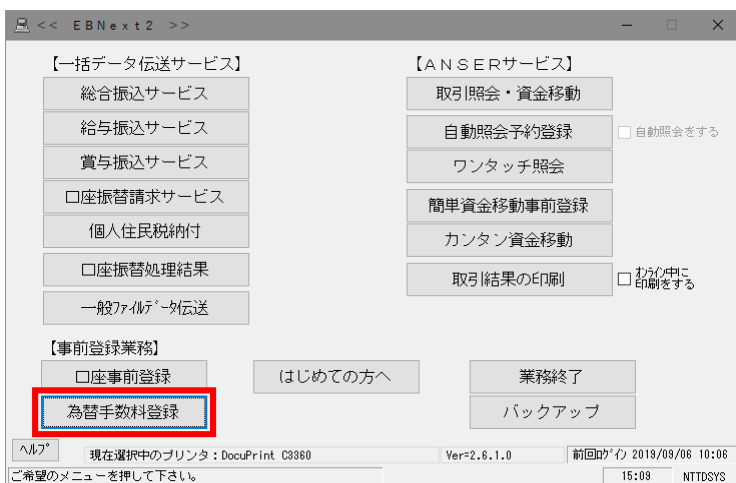 << EBNext2 >>
【一括データ伝送サービス】
総合振込サービス
給与振込サービス
賞与振込サービス
口座振替請求サービス
個人住民税納付
口座振替処理結果
一般ファイルデータ伝送
【ANSERサービス】
取引照会・資金移動
自動照会予約登録
自動照会をする
ワンタッチ照会
簡単資金移動事前登録
カンタン資金移動
取引結果の印刷
オンライン中に
印刷をする
【事前登録業務】
口座事前登録
はじめての方へ
業務終了
為替手数料登録
バックアップ
ヘルプ
現在選択中のプリンタ:DocuPrint C3360
Ver=2.6.1.0
前回ログイン 2019/09/06 10:06
ご希望のメニューを押して下さい。
15:09
NTTDSYS